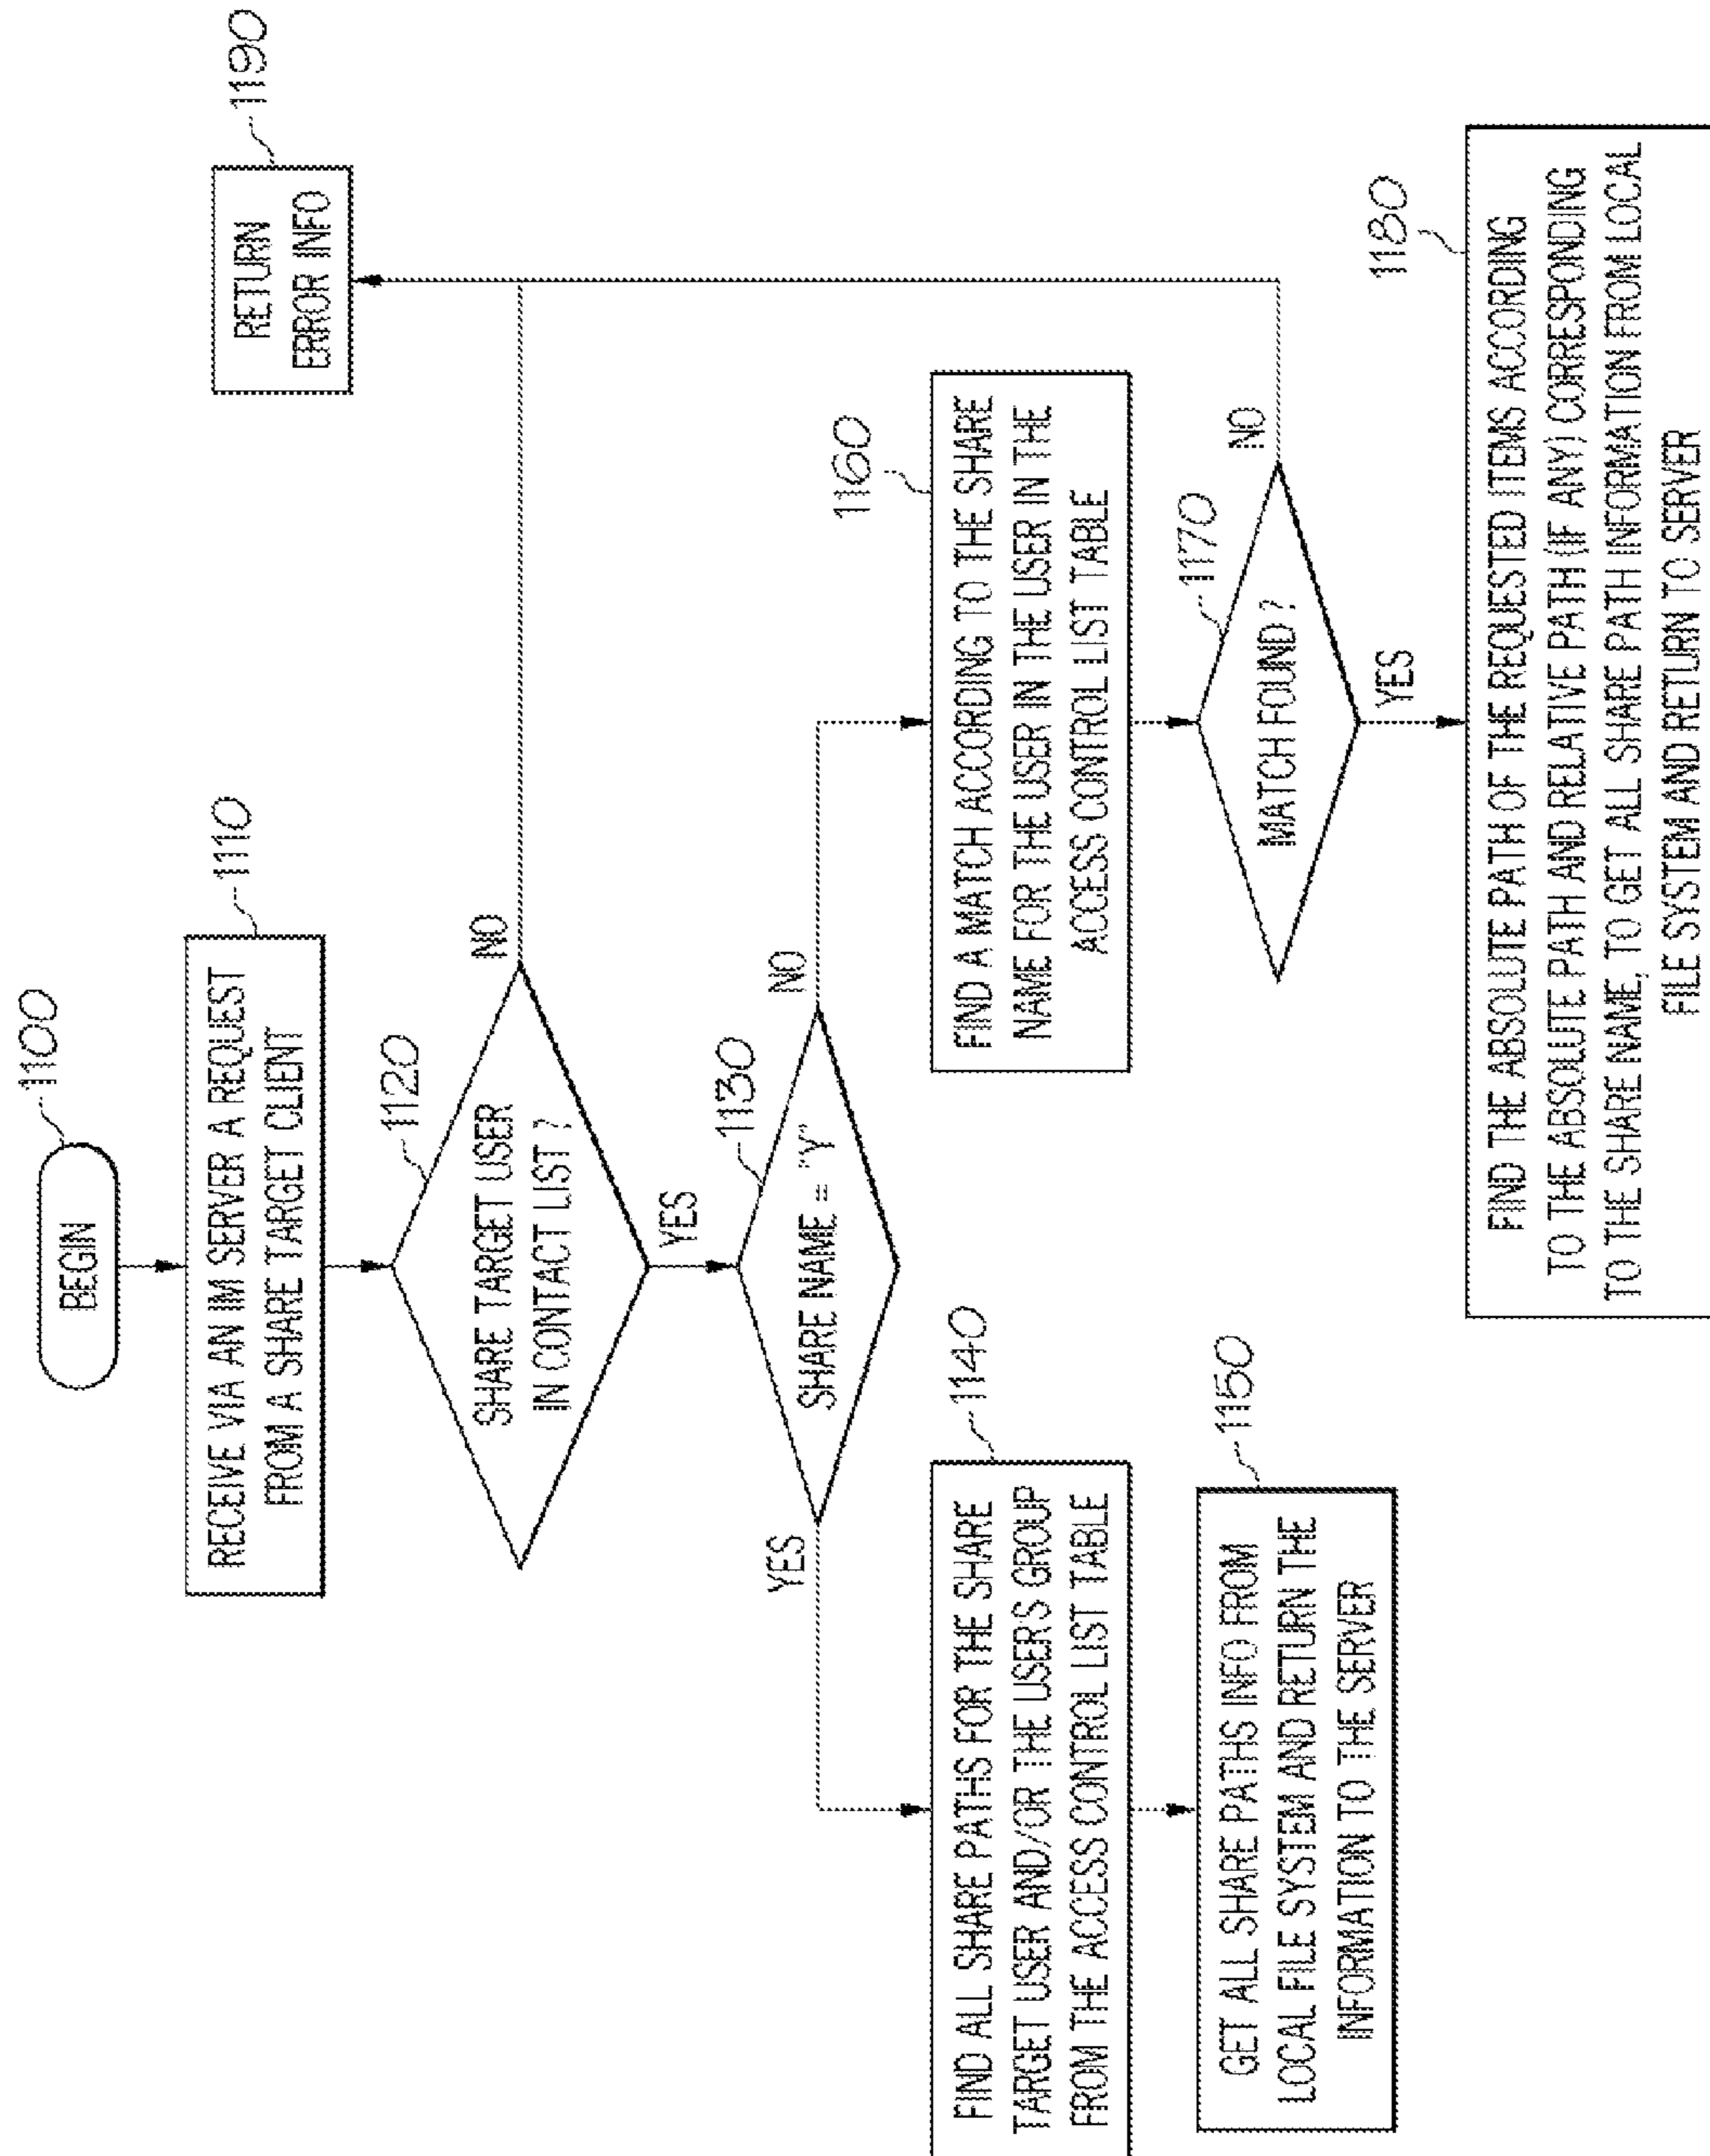 1100
BEGIN
1110
RECEIVE VIA AN IM SERVER A REQUEST
FROM A SHARE TARGET CLIENT
1120
SHARE TARGET USER
IN CONTACT LIST ?
NO
YES
1190
RETURN
ERROR INFO
1130
SHARE NAME = "Y"
YES
NO
1140
FIND ALL SHARE PATHS FOR THE SHARE
TARGET USER AND/OR THE USER'S GROUP
FROM THE ACCESS CONTROL LIST TABLE
1150
GET ALL SHARE PATHS INFO FROM
LOCAL FILE SYSTEM AND RETURN THE
INFORMATION TO THE SERVER
1160
FIND A MATCH ACCORDING TO THE SHARE
NAME FOR THE USER IN THE USER IN THE
ACCESS CONTROL LIST TABLE
1170
MATCH FOUND ?
NO
YES
1180
FIND THE ABSOLUTE PATH OF THE REQUESTED ITEMS ACCORDING
TO THE ABSOLUTE PATH AND RELATIVE PATH (IF ANY) CORRESPONDING
TO THE SHARE NAME, TO GET ALL SHARE PATH INFORMATION FROM LOCAL
FILE SYSTEM AND RETURN TO SERVER